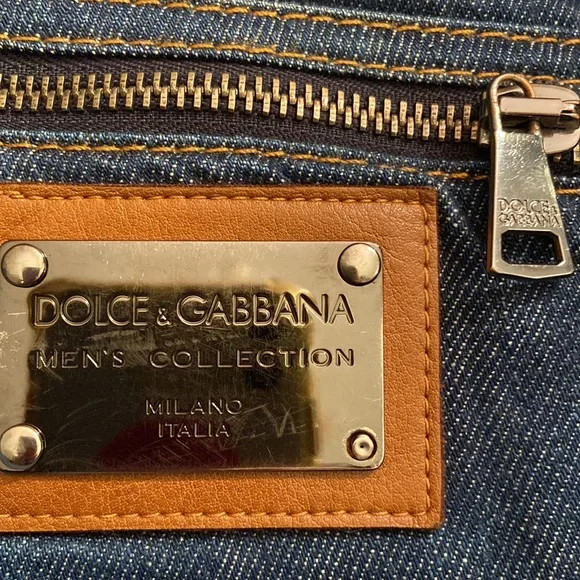 DOLCE &
GABBANA
DOLCE & GABBANA
MEN'S COLLECTION
MILANO
ITALIA